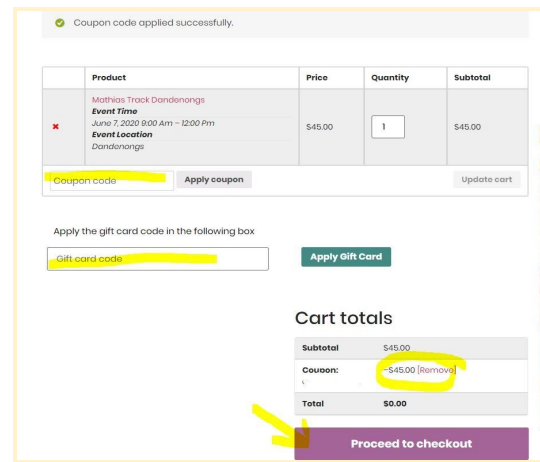 Coupon code applied successfully.
Product Price Quantity Subtotal
Mathias Track Dandenongs
Event Time
June 7, 2020 9:00 Am – 12:00 Pm
Event Location
Dandenongs
× $45.00 1 $45.00
Coupon code Apply coupon Update cart
Apply the gift card code in the following box
Gift card code Apply Gift Card
Cart totals
Subtotal $45.00
Coupon: -$45.00 [Remove]
Total $0.00
Proceed to checkout